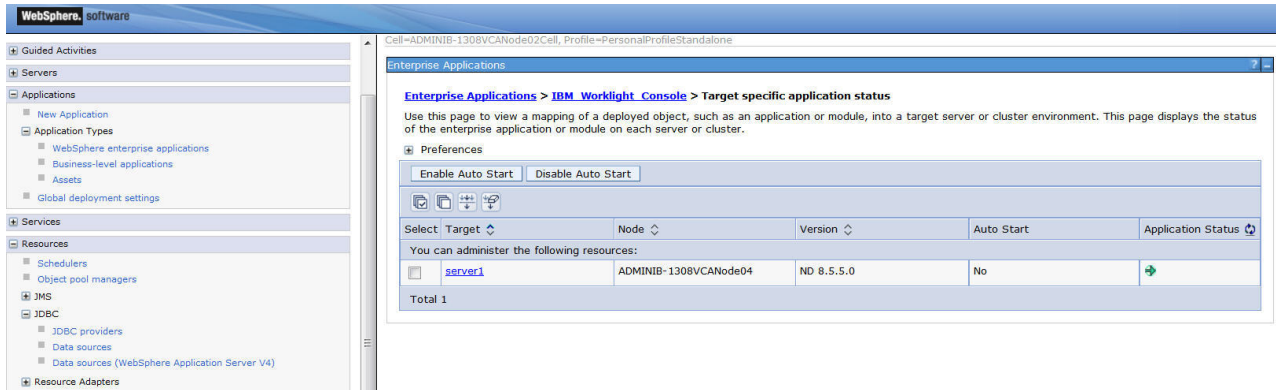 WebSphere. software
Guided Activities
Servers
Applications
New Application
Application Types
WebSphere enterprise applications
Business-level applications
Assets
Global deployment settings
Services
Resources
Schedulers
Object pool managers
JMS
JDBC
JDBC providers
Data sources
Data sources (WebSphere Application Server V4)
Resource Adapters
Cell=ADMINIB-1308VCANode02Cell, Profile=PersonalProfileStandalone
Enterprise Applications ? -
Enterprise Applications > IBM_Worklight_Console > Target specific application status
Use this page to view a mapping of a deployed object, such as an application or module, into a target server or cluster environment. This page displays the status
of the enterprise application or module on each server or cluster.
Preferences
Enable Auto Start Disable Auto Start
Select Target Node Version Auto Start Application Status
You can administer the following resources:
server1 ADMINIB-1308VCANode04 ND 8.5.5.0 No
Total 1